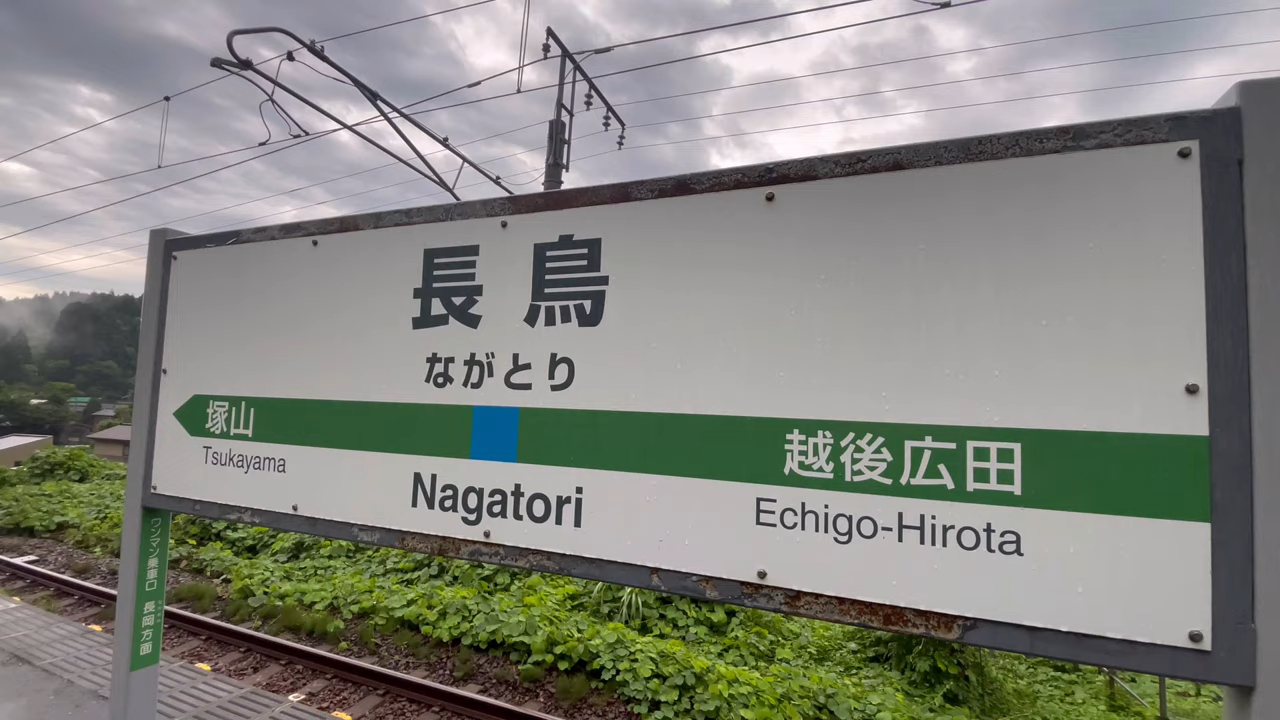 長鳥
ながとり
塚山
越後広田
Tsukayama
Nagatori
Echigo-Hirota
ワンマン乗車口 長岡方面